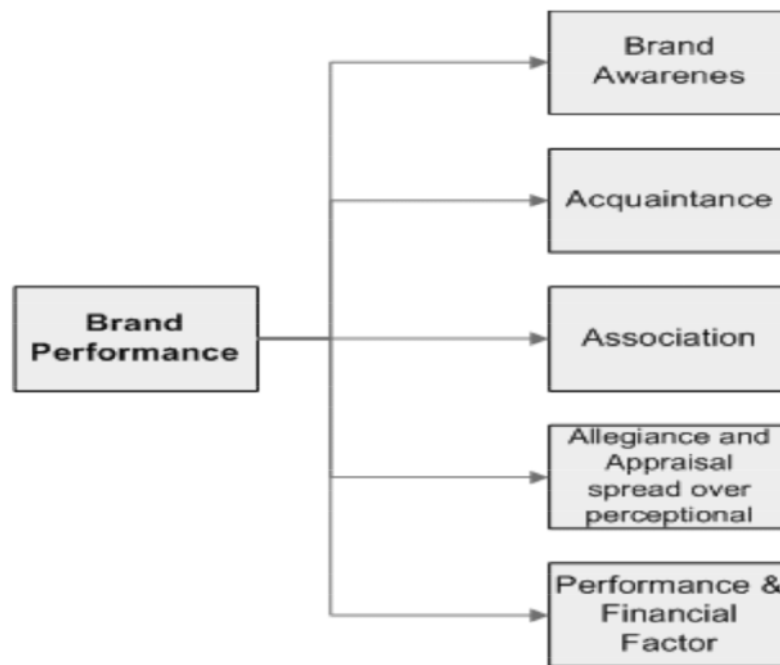 Brand
Awarenes
Acquaintance
Brand
Performance
Association
Allegiance and
Appraisal
spread over
perceptional
Performance &
Financial
Factor